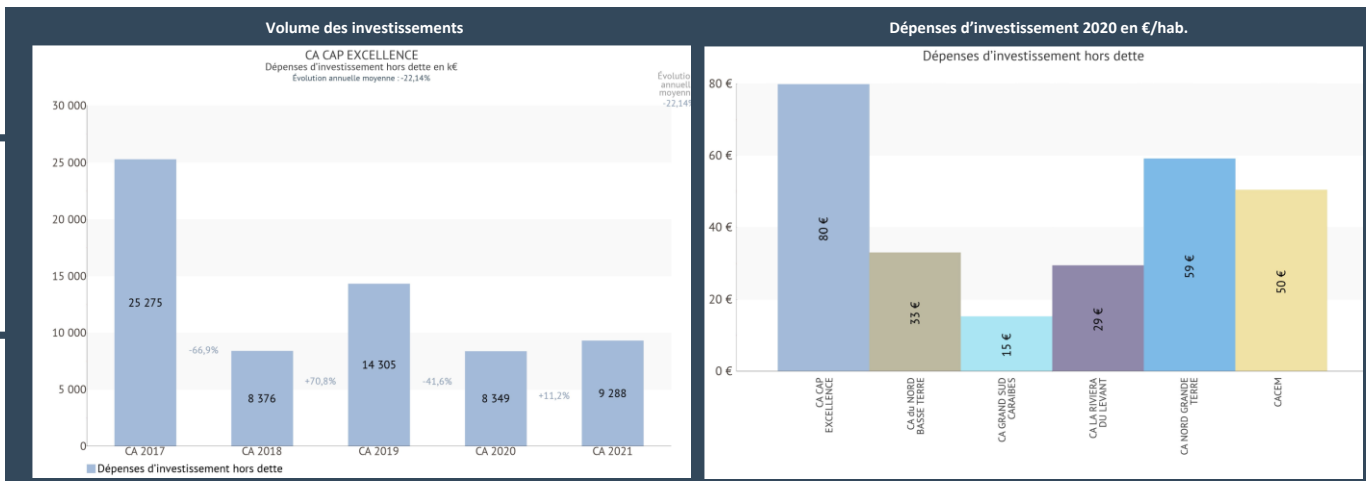 Volume des investissements
CA CAP EXCELLENCE
Dépenses d'investissement hors dette en k€
Évolution annuelle moyenne : -22,14%
Évolutio
annuell
moyenn
-22,14%
30 000
25 000
20 000
15 000
10 000
5 000
0
25 275
-66,9%
8 376
+70,8%
14 305
-41,6%
8 349
+11,2%
9 288
CA 2017
CA 2018
CA 2019
CA 2020
CA 2021
Dépenses d'investissement hors dette
Dépenses d'investissement 2020 en €/hab.
Dépenses d'investissement hors dette
80 €
60 €
40 €
20 €
0 €
80 €
33 €
15 €
29 €
59 €
50 €
CA CAP
EXCELLENCE
CA du NORD
BASSE TERRE
CA GRAND SUD
CARAIBES
CA LA RIVIERA
DU LEVANT
CA NORD GRANDE
TERRE
CACEM